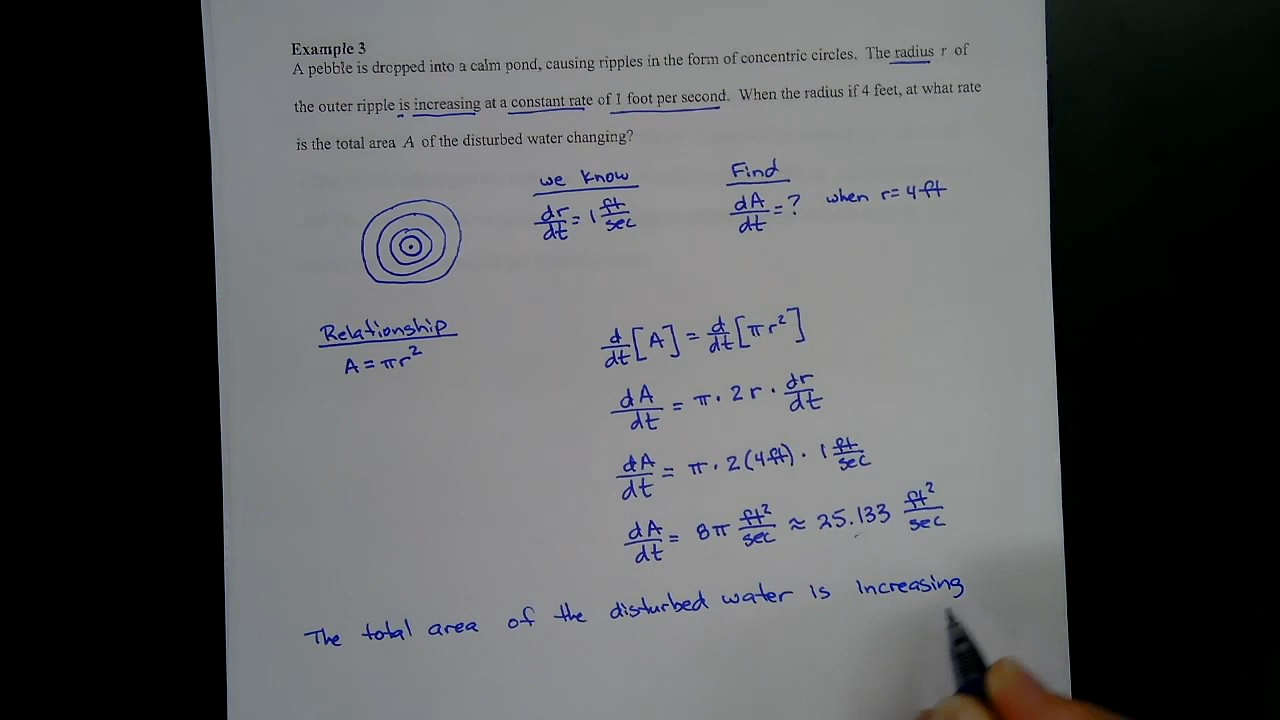 Example 3
A pebble is dropped into a calm pond, causing ripples in the form of concentric circles. The radius r of
the outer ripple is increasing at a constant rate of 1 foot per second. When the radius if 4 feet, at what rate
is the total area A of the disturbed water changing?
we know
dr/dt = 1 ft/sec
Find
dA/dt = ? when r = 4 ft
Relationship
A = πr²
d/dt [A] = d/dt [πr²]
dA/dt = π · 2r · dr/dt
dA/dt = π · 2(4ft) · 1 ft/sec
dA/dt = 8π ft²/sec ≈ 25.133 ft²/sec
The total area of the disturbed water is increasing